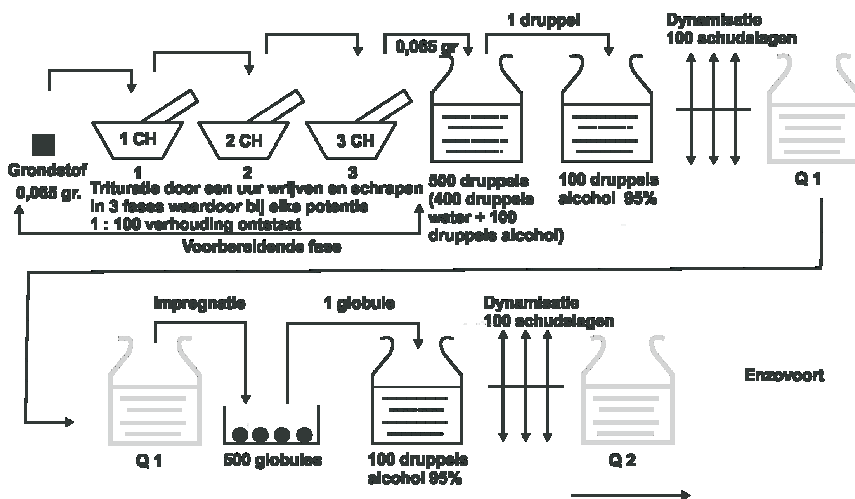 1 druppel
Dynamisatie
100 schudslagen
0,065 gr
1 CH
2 CH
3 CH
Grondstof
0,065 gr.
1
2
3
Trituratie door een uur wrijven en schrapen
in 3 fases waardoor bij elke potentie
1 : 100 verhouding ontstaat
Voorbereidende fase
500 druppels
(400 druppels
water + 100
druppels alcohol)
100 druppels
alcohol 95%
Q 1
Impregnatie
1 globule
Dynamisatie
100 schudslagen
Enzovoort
Q 1
500 globules
100 druppels
alcohol 95%
Q 2